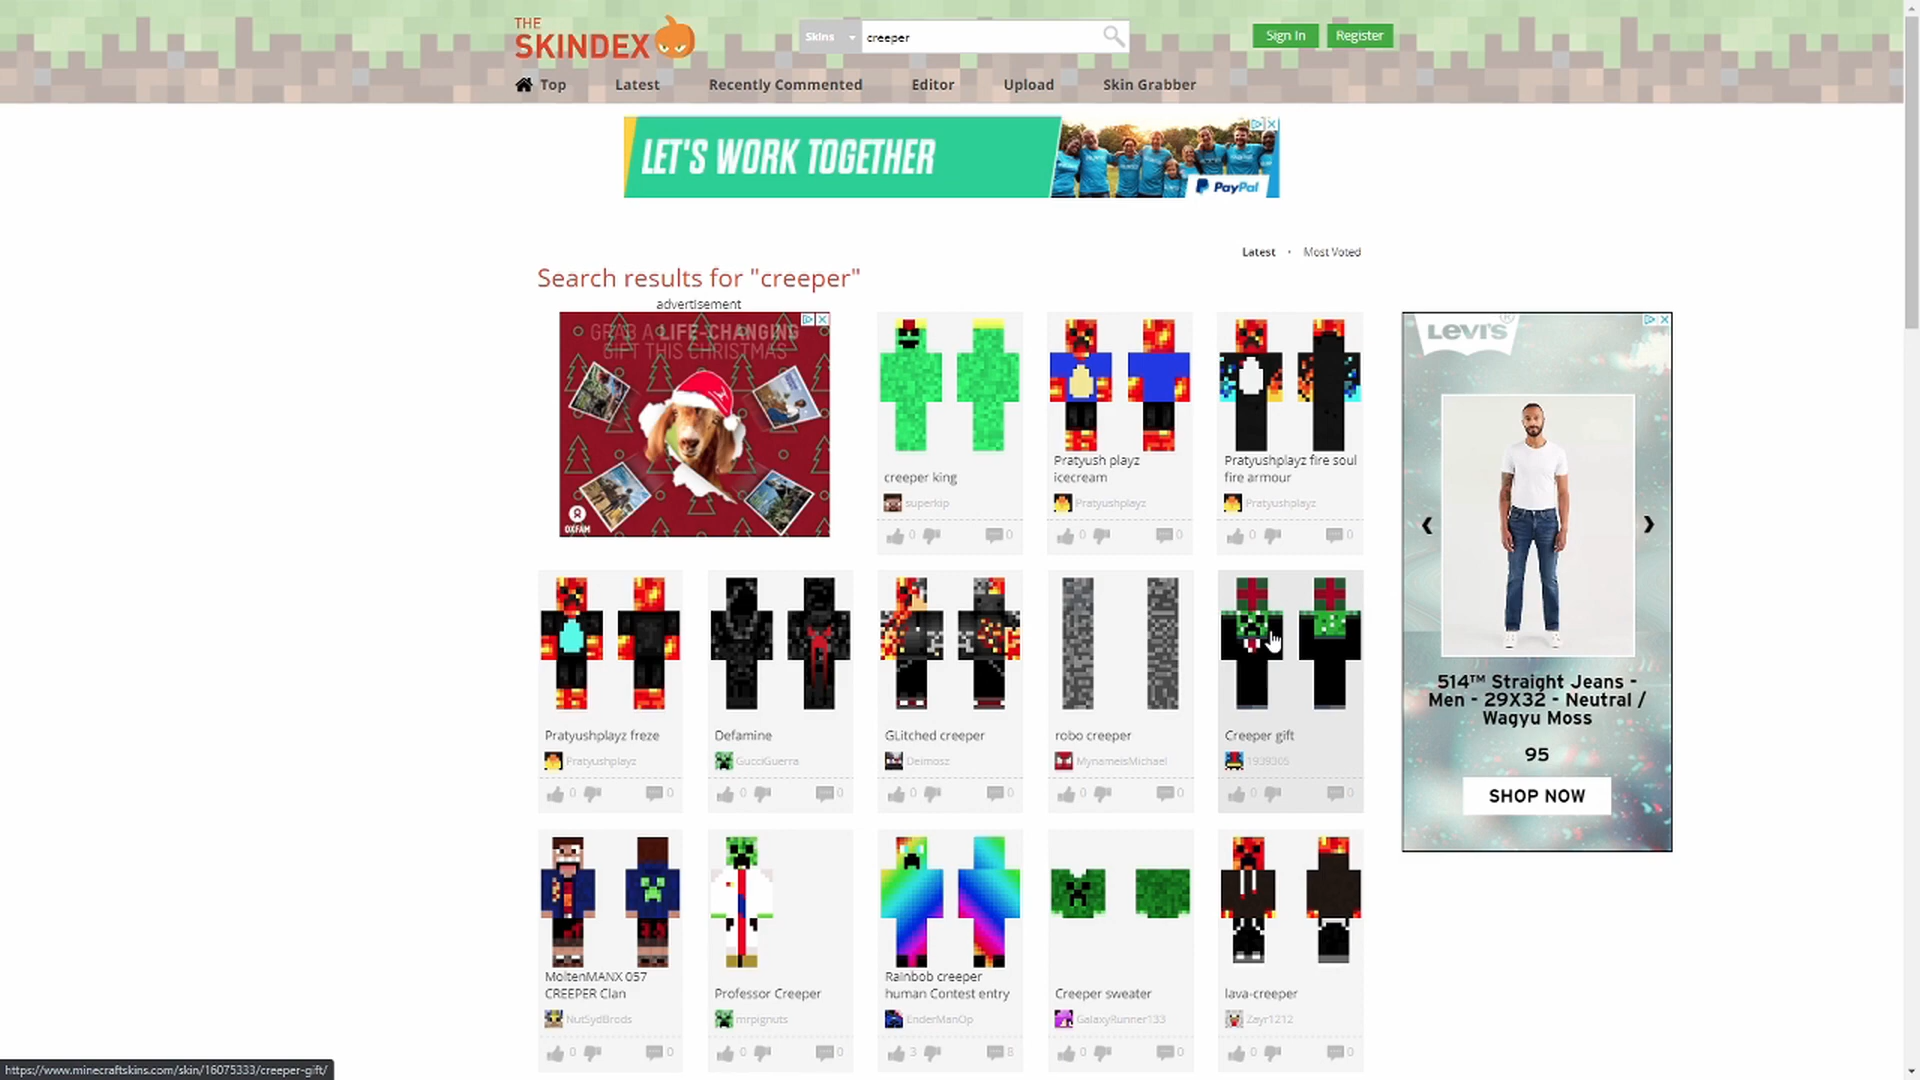 THE
SKINDEX
Skins
creeper
Sign In
Register
Top
Latest
Recently Commented
Editor
Upload
Skin Grabber
LET'S WORK TOGETHER
PayPal
Latest
Most Voted
Search results for "creeper"
advertisement
GRAB A LIFE-CHANGING
GIFT THIS CHRISTMAS
OXFAM
creeper king
superkip
0
0
Pratyush playz
icecream
Pratyushplayz
0
0
Pratyushplayz fire soul
fire armour
Pratyushplayz
0
0
LEVI'S®
514™ Straight Jeans -
Men - 29X32 - Neutral /
Wagyu Moss
95
SHOP NOW
Pratyushplayz freze
Pratyushplayz
0
0
Defamine
GucciGuerra
0
0
GLitched creeper
Deimosz
0
0
robo creeper
MynameisMichael
0
0
Creeper gift
1939305
0
0
MoltenMANX 057
CREEPER Clan
NutSydBrods
0
0
Professor Creeper
mrpignuts
0
0
Rainbob creeper
human Contest entry
EnderManOp
3
8
Creeper sweater
GalaxyRunner133
0
0
lava-creeper
Zayr1212
0
0
https://www.minecraftskins.com/skin/16075333/creeper-gift/